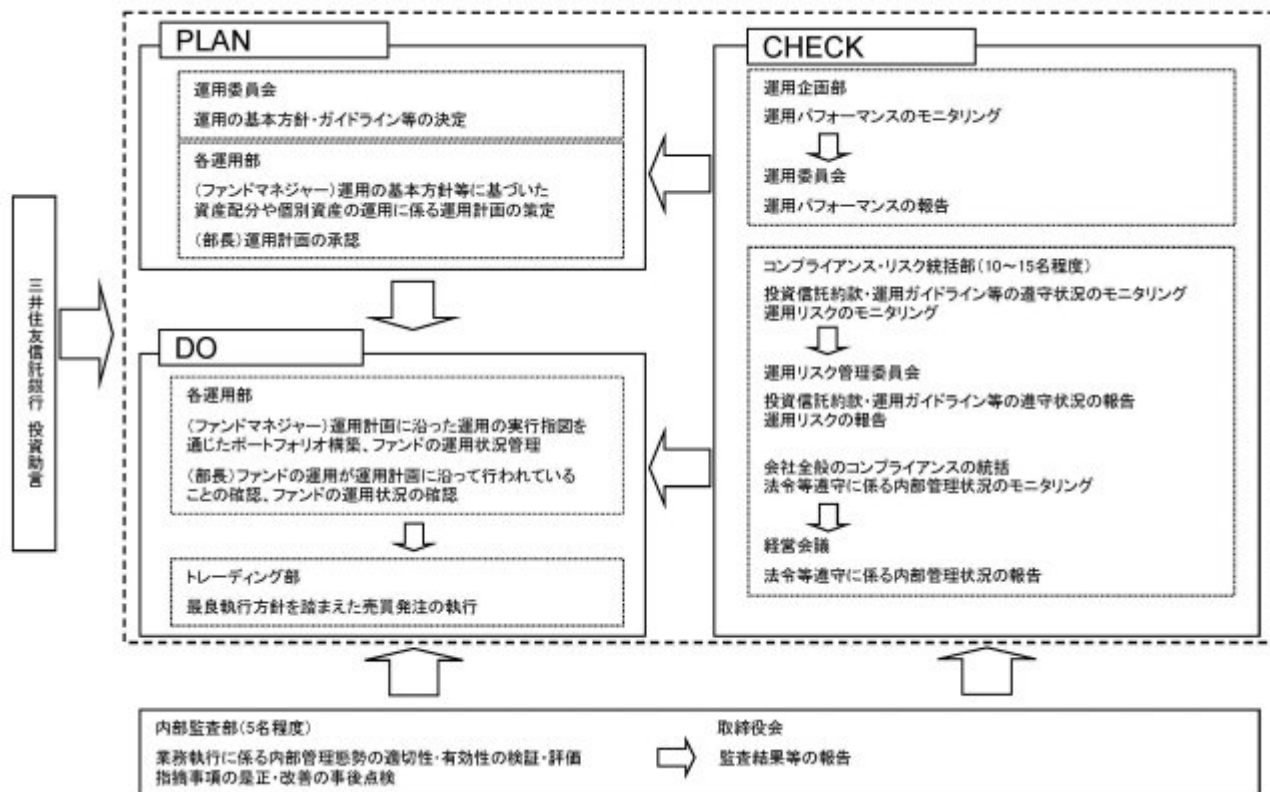 三井住友信託銀行 投資助言
PLAN
運用委員会
運用の基本方針・ガイドライン等の決定
各運用部
(ファンドマネジャー)運用の基本方針等に基づいた
資産配分や個別資産の運用に係る運用計画の策定
(部長)運用計画の承認
DO
各運用部
(ファンドマネジャー)運用計画に沿った運用の実行指図を
通じたポートフォリオ構築、ファンドの運用状況管理
(部長)ファンドの運用が運用計画に沿って行われている
ことの確認、ファンドの運用状況の確認
トレーディング部
最良執行方針を踏まえた売買発注の執行
CHECK
運用企画部
運用パフォーマンスのモニタリング
運用委員会
運用パフォーマンスの報告
コンプライアンス・リスク統括部(10～15名程度)
投資信託約款・運用ガイドライン等の遵守状況のモニタリング
運用リスクのモニタリング
運用リスク管理委員会
投資信託約款・運用ガイドライン等の遵守状況の報告
運用リスクの報告
会社全般のコンプライアンスの統括
法令等遵守に係る内部管理状況のモニタリング
経営会議
法令等遵守に係る内部管理状況の報告
内部監査部(5名程度)
業務執行に係る内部管理態勢の適切性・有効性の検証・評価
指摘事項の是正・改善の事後点検
取締役会
監査結果等の報告